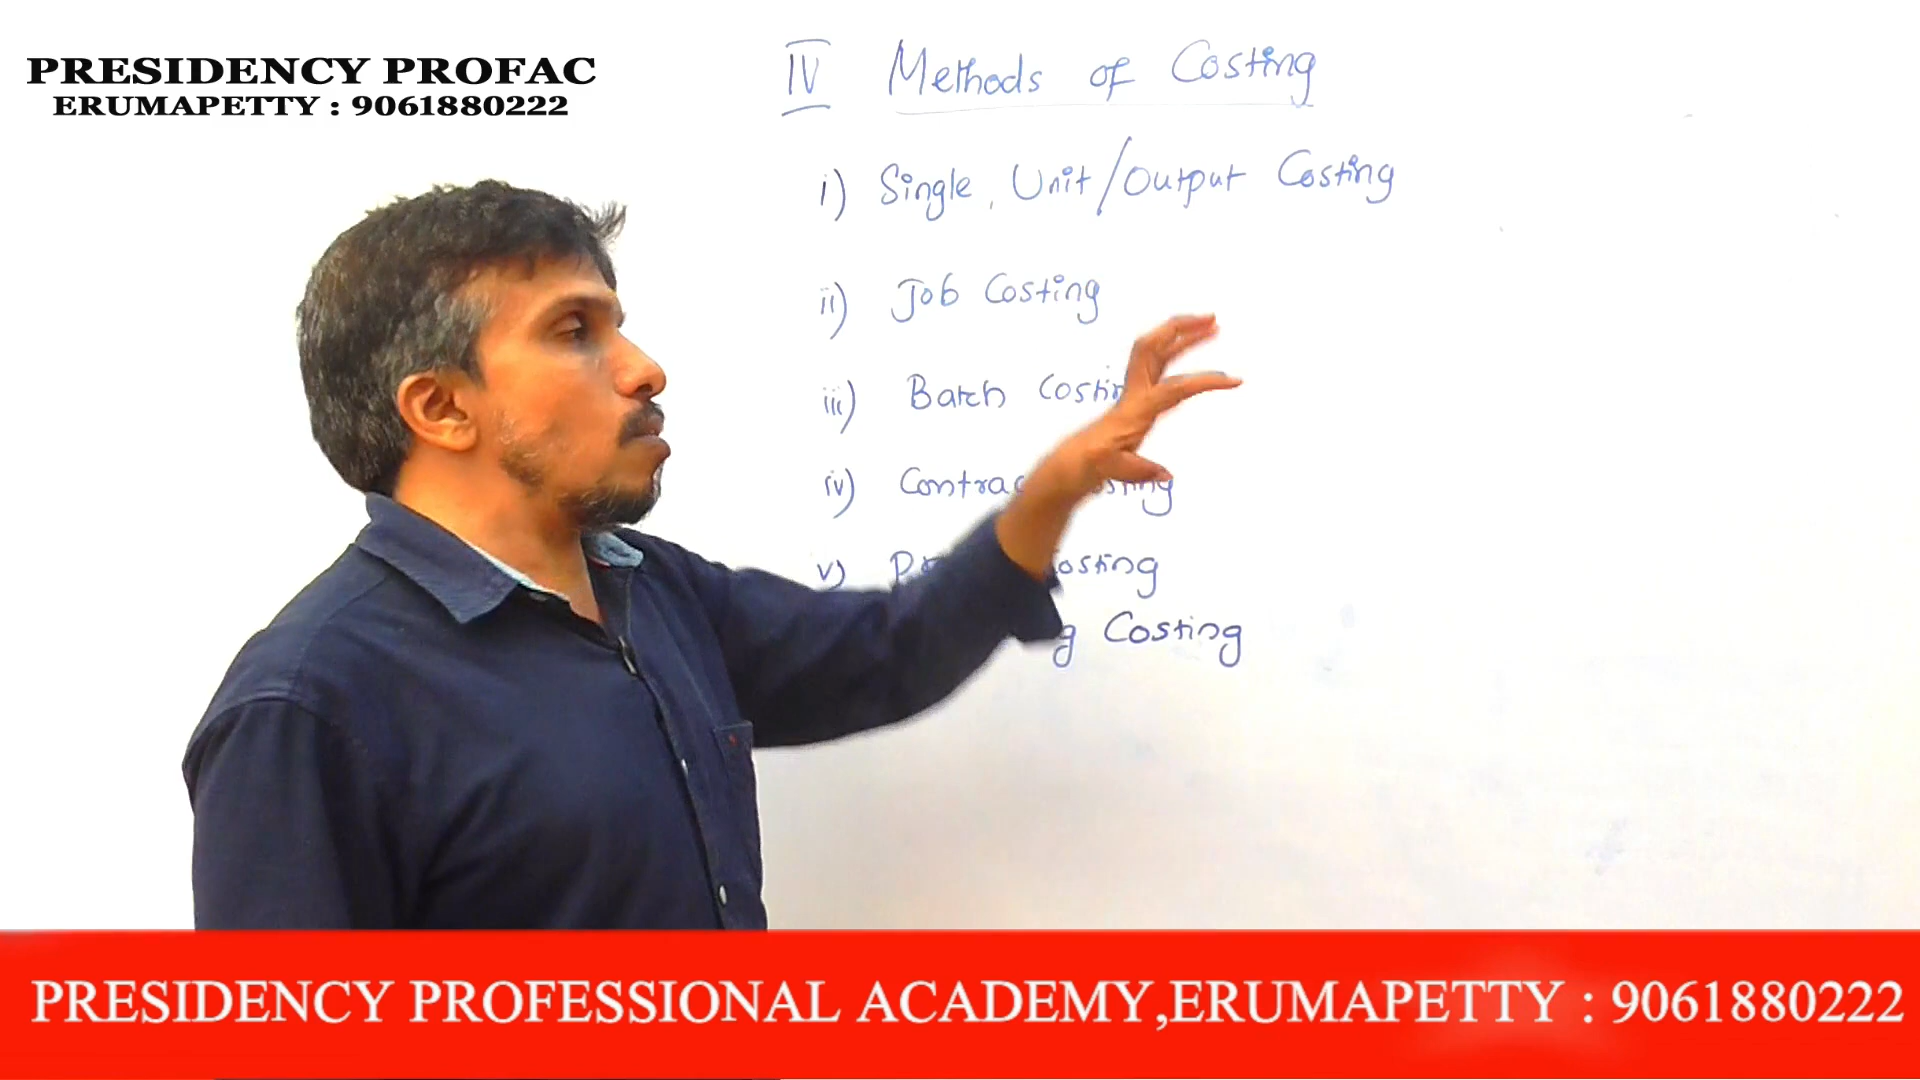 PRESIDENCY PROFAC
ERUMAPETTY : 9061880222
IV Methods of Costing
i) Single, Unit/Output Costing
ii) Job Costing
iii) Batch
iv)
v)
Costing
PRESIDENCY PROFESSIONAL ACADEMY,ERUMAPETTY : 9061880222